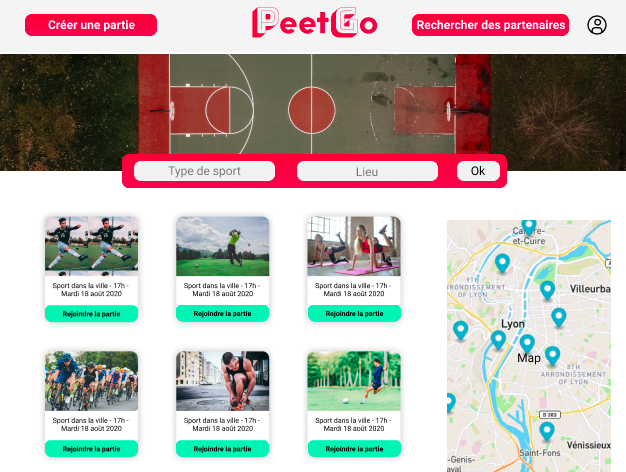 Créer une partie
PeetGo
Rechercher des partenaires
Type de sport
Lieu
Ok
Sport dans la ville - 17h -
Mardi 18 août 2020
Rejoindre la partie
Sport dans la ville - 17h -
Mardi 18 août 2020
Rejoindre la partie
Sport dans la ville - 17h -
Mardi 18 août 2020
Rejoindre la partie
Sport dans la ville - 17h -
Mardi 18 août 2020
Rejoindre la partie
Sport dans la ville - 17h -
Mardi 18 août 2020
Rejoindre la partie
Sport dans la ville - 17h -
Mardi 18 août 2020
Rejoindre la partie
et-Cuire
9TH
ARRONDISSEMENT
OF LYON
Villeurba
Lyon
Map
8TH
ARRONDISSEMENT
OF LYON
D 383
Saint-Fons
Vénissieux
-Genis-
aval